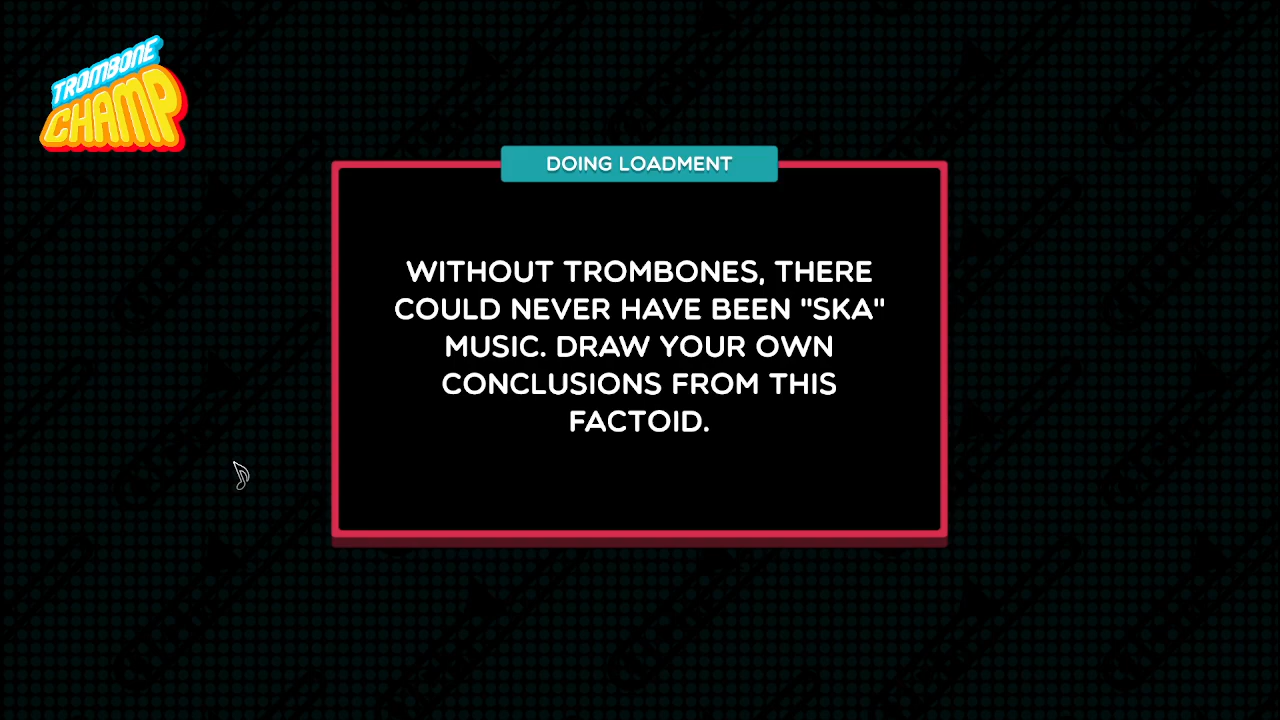 TROMBONE
CHAMP
DOING LOADMENT
WITHOUT TROMBONES, THERE
COULD NEVER HAVE BEEN "SKA"
MUSIC. DRAW YOUR OWN
CONCLUSIONS FROM THIS
FACTOID.